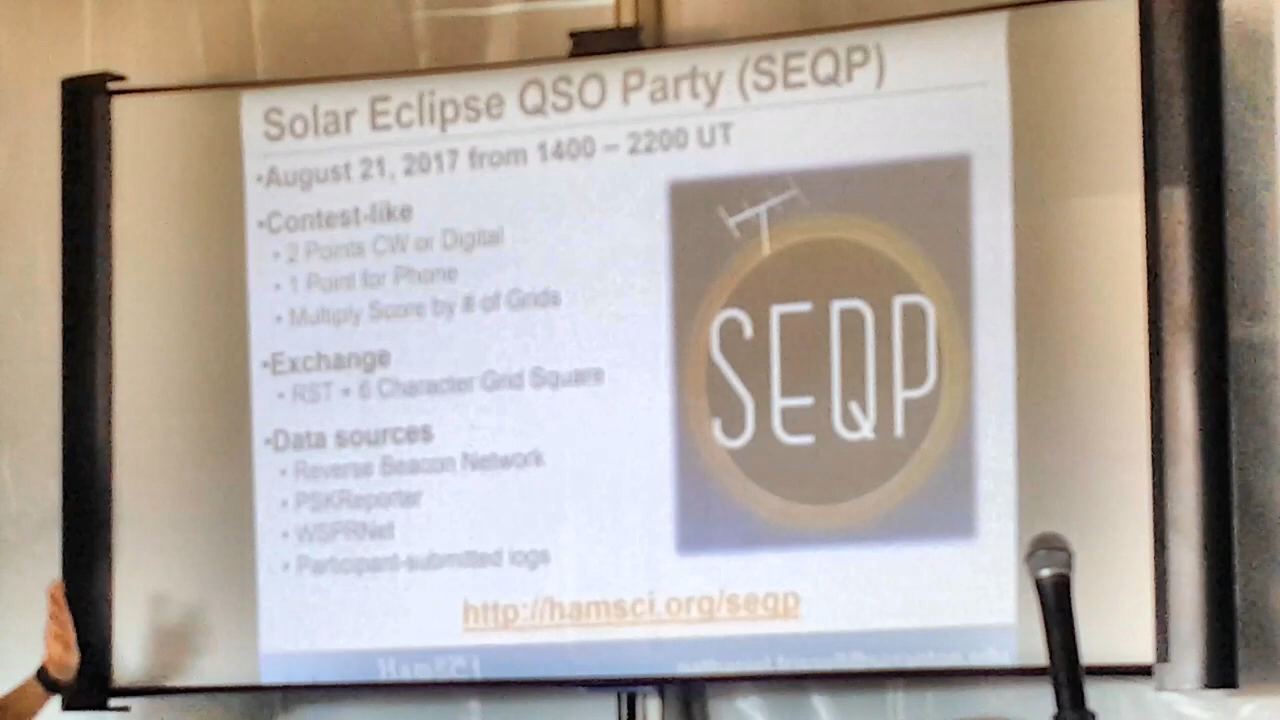 Solar Eclipse QSO Party (SEQP)
•August 21, 2017 from 1400 – 2200 UT
•Contest-like
• 2 Points CW or Digital
• 1 Point for Phone
• Multiply Score by # of Grids
•Exchange
• RST + 6 Character Grid Square
•Data sources
• Reverse Beacon Network
• PSKReporter
• WSPRNet
• Participant-submitted logs
SEQP
http://hamsci.org/seqp
HamSCI